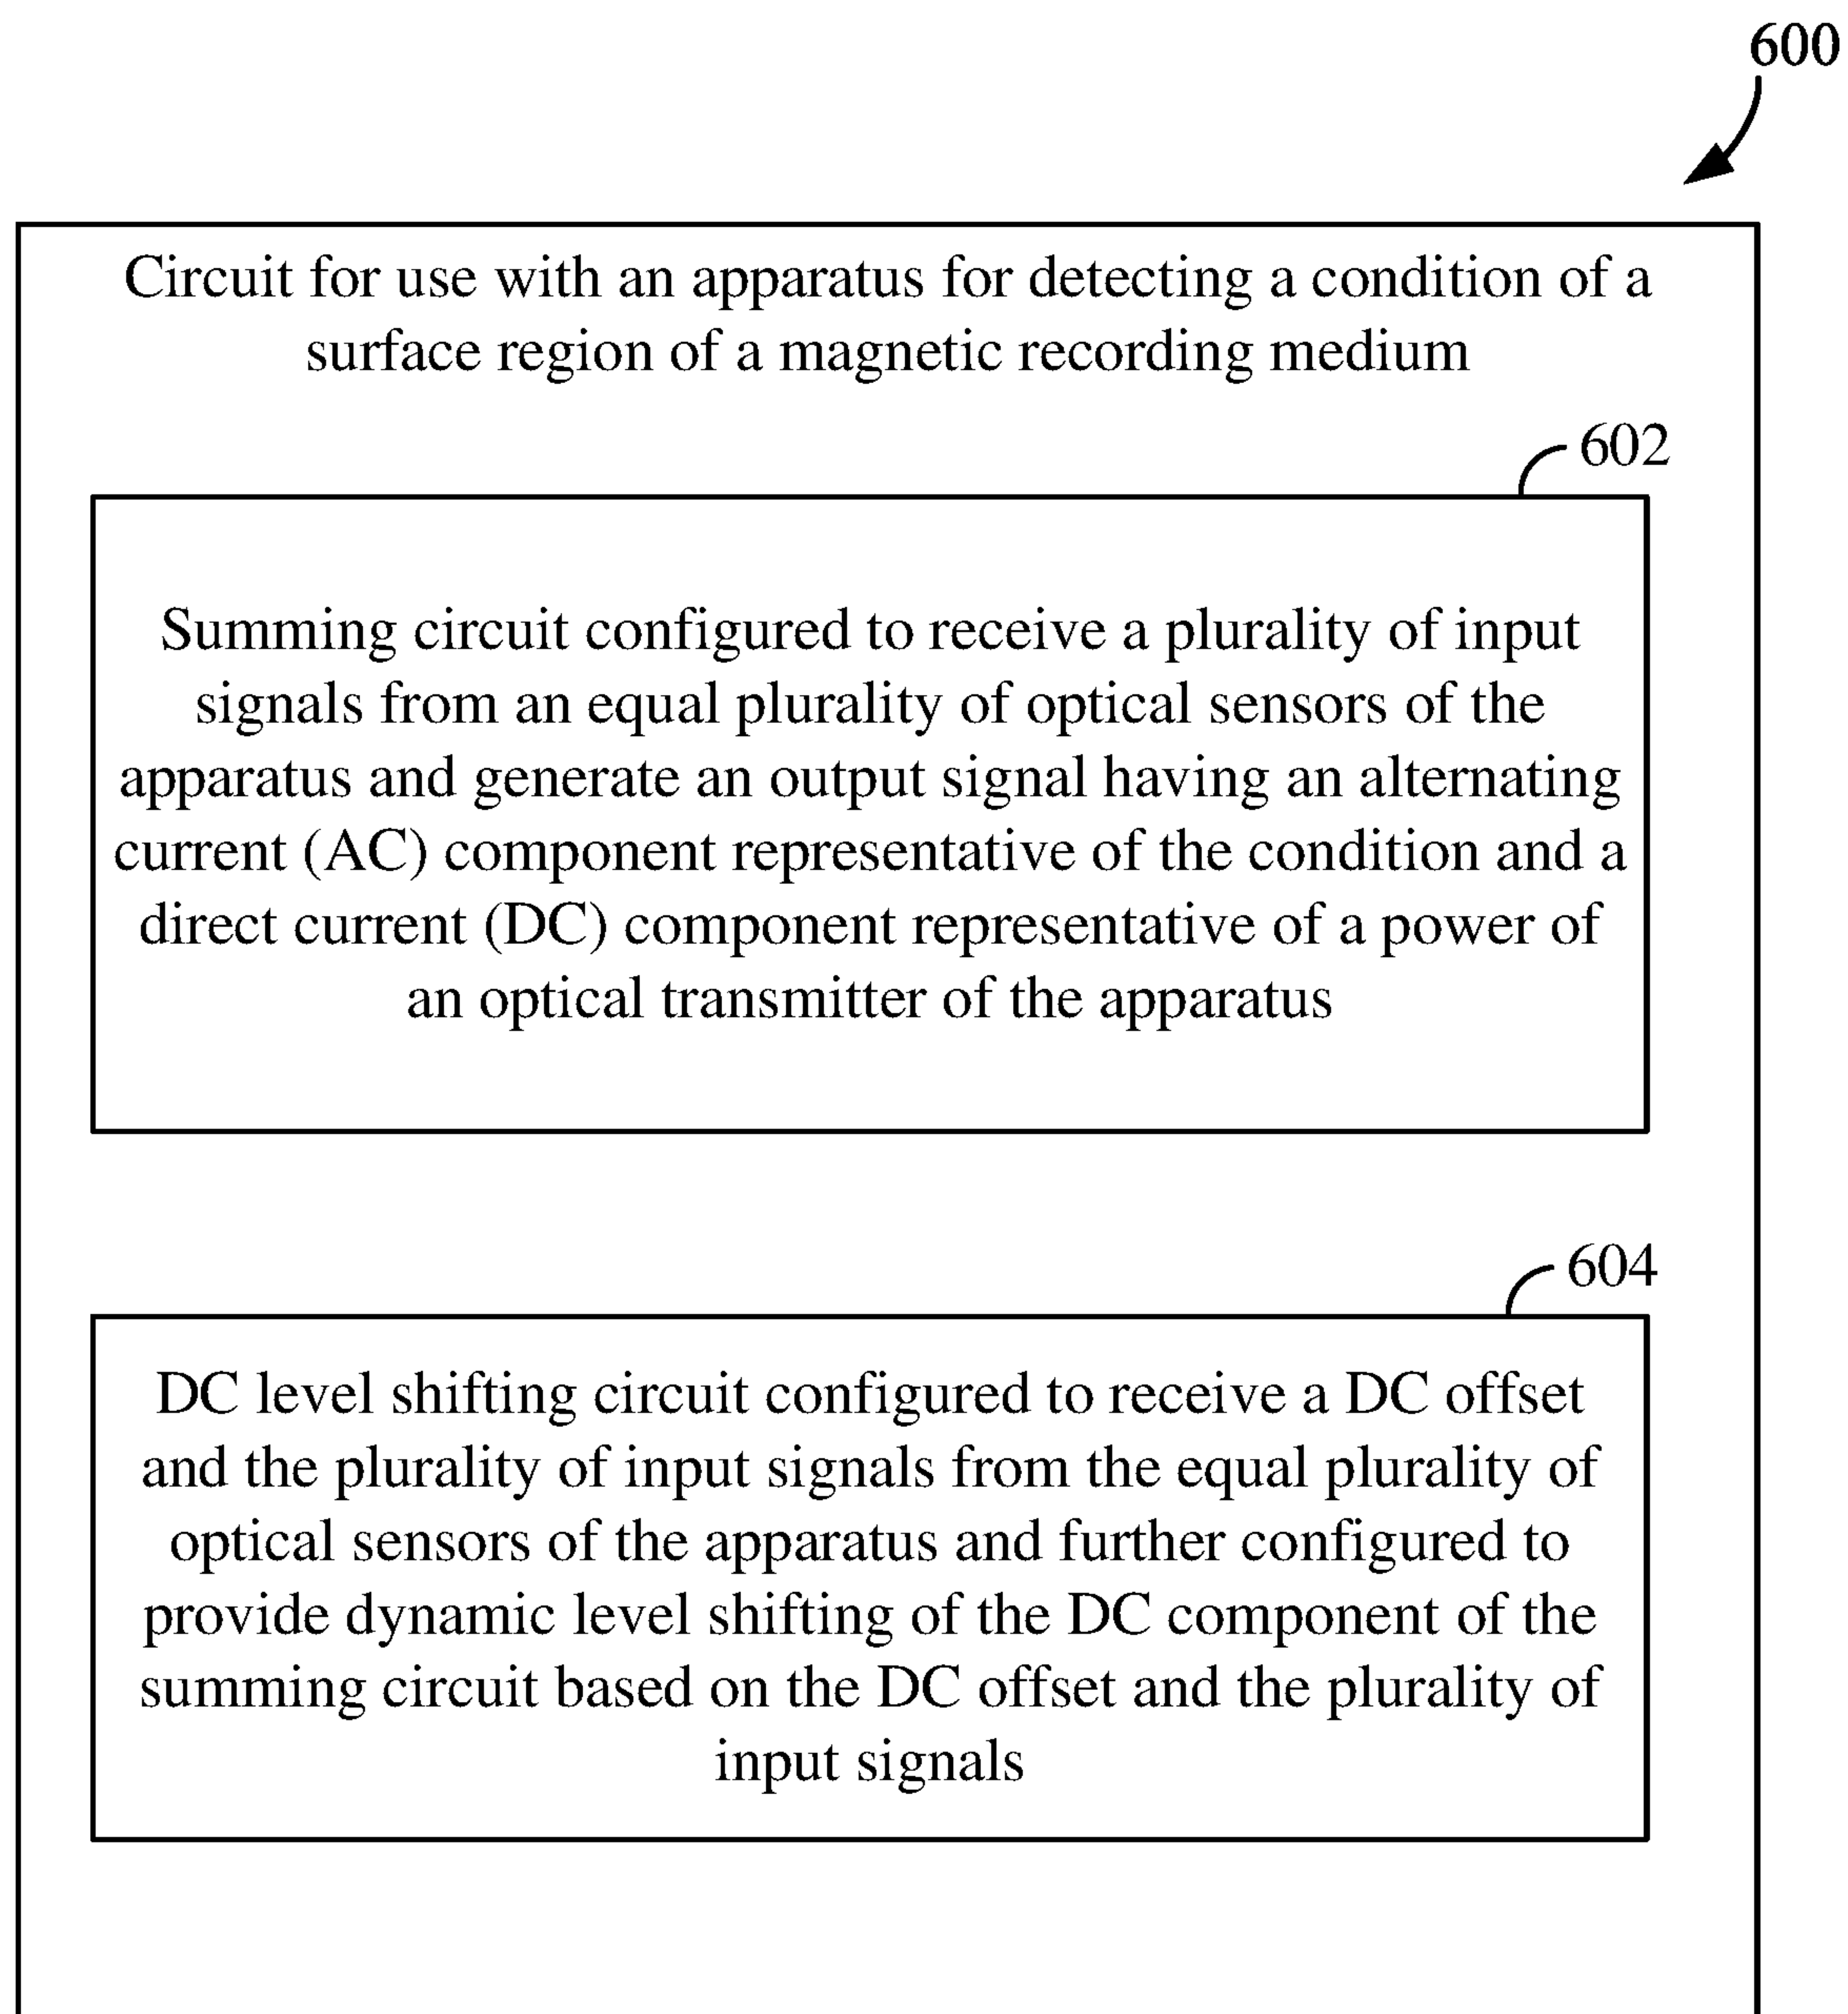 600
Circuit for use with an apparatus for detecting a condition of a
surface region of a magnetic recording medium
602
Summing circuit configured to receive a plurality of input
signals from an equal plurality of optical sensors of the
apparatus and generate an output signal having an alternating
current (AC) component representative of the condition and a
direct current (DC) component representative of a power of
an optical transmitter of the apparatus
604
DC level shifting circuit configured to receive a DC offset
and the plurality of input signals from the equal plurality of
optical sensors of the apparatus and further configured to
provide dynamic level shifting of the DC component of the
summing circuit based on the DC offset and the plurality of
input signals